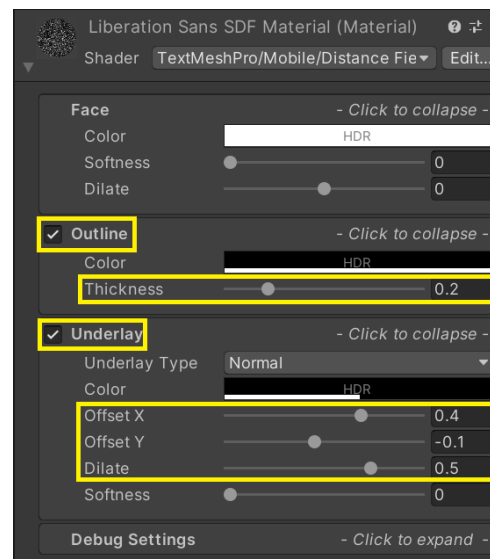 Liberation Sans SDF Material (Material)
Shader TextMeshPro/Mobile/Distance Fie Edit...
Face - Click to collapse -
Color HDR
Softness 0
Dilate 0
Outline - Click to collapse -
Color HDR
Thickness 0.2
Underlay - Click to collapse -
Underlay Type Normal
Color HDR
Offset X 0.4
Offset Y -0.1
Dilate 0.5
Softness 0
Debug Settings - Click to expand -